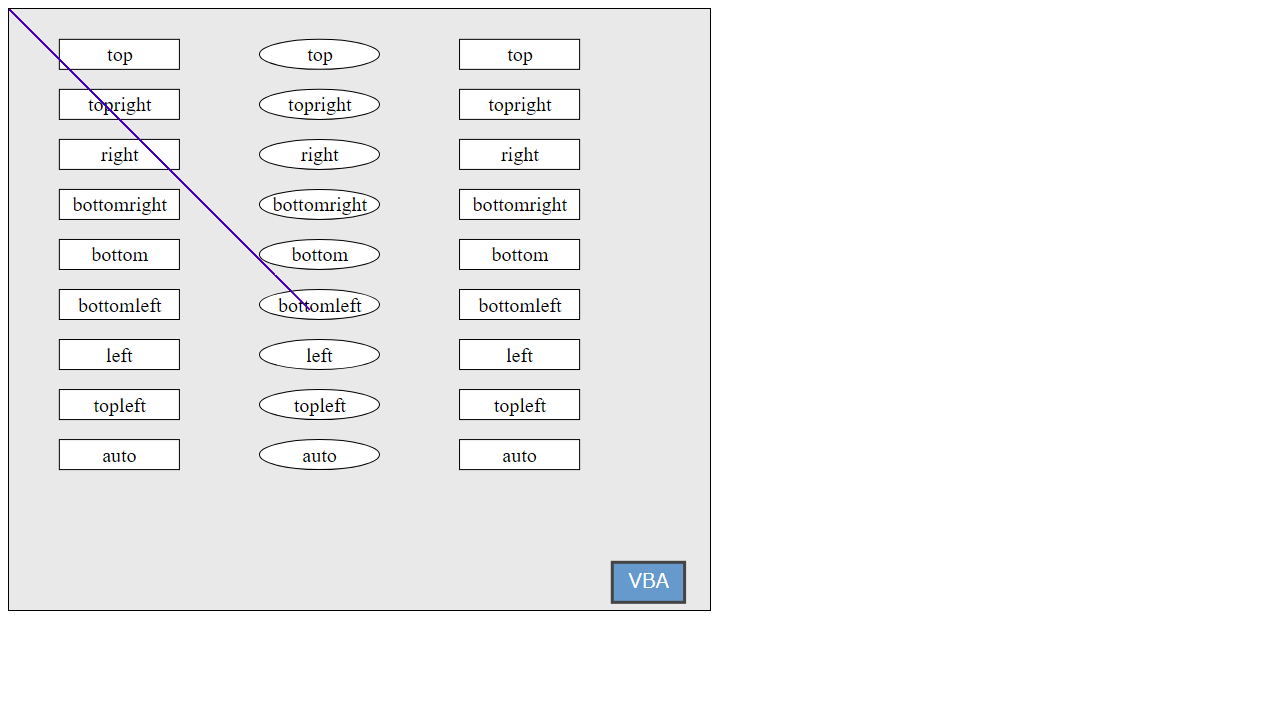 top top top
topright topright topright
right right right
bottomright bottomright bottomright
bottom bottom bottom
bottomleft bottomleft bottomleft
left left left
topleft topleft topleft
auto auto auto
VBA